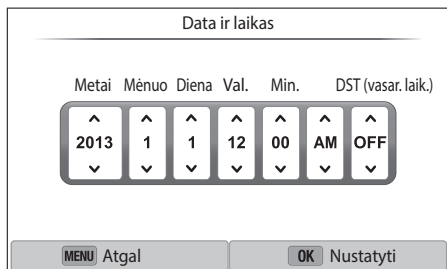 Data ir laikas
Metai Mėnuo Diena Val. Min. DST (vasar. laik.)
2013 1 1 12 00 AM OFF
MENU Atgal OK Nustatyti